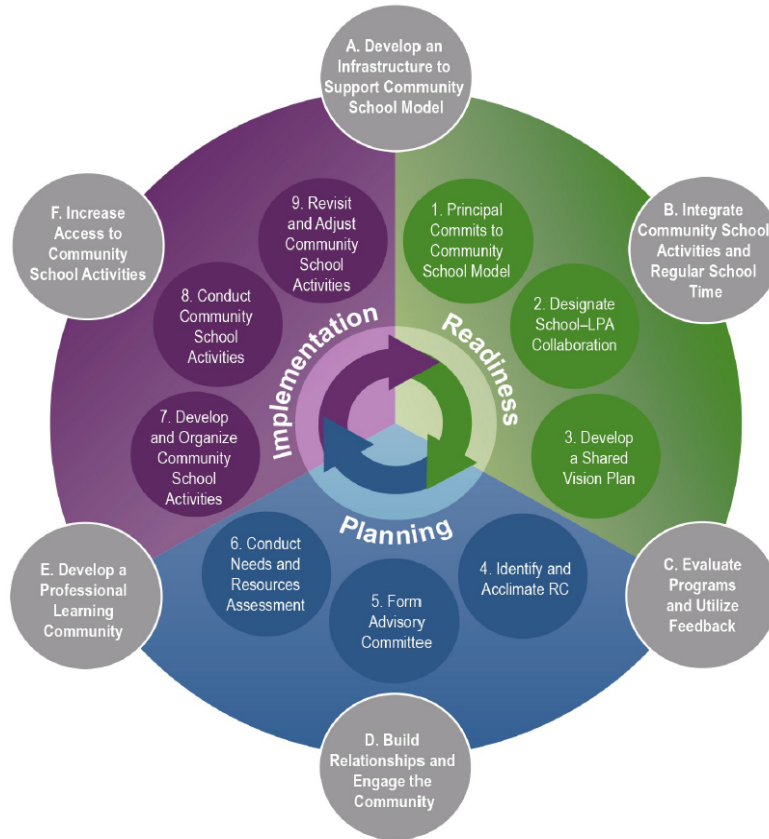 A. Develop an
Infrastructure to
Support Community
School Model
B. Integrate
Community School
Activities and
Regular School
Time
C. Evaluate
Programs
and Utilize
Feedback
D. Build
Relationships and
Engage the
Community
E. Develop a
Professional
Learning
Community
F. Increase
Access to
Community
School Activities
Readiness
1. Principal
Commits to
Community
School Model
2. Designate
School–LPA
Collaboration
3. Develop
a Shared
Vision Plan
Planning
4. Identify and
Acclimate RC
5. Form
Advisory
Committee
6. Conduct
Needs and
Resources
Assessment
Implementation
7. Develop
and Organize
Community
School
Activities
8. Conduct
Community
School
Activities
9. Revisit
and Adjust
Community
School
Activities